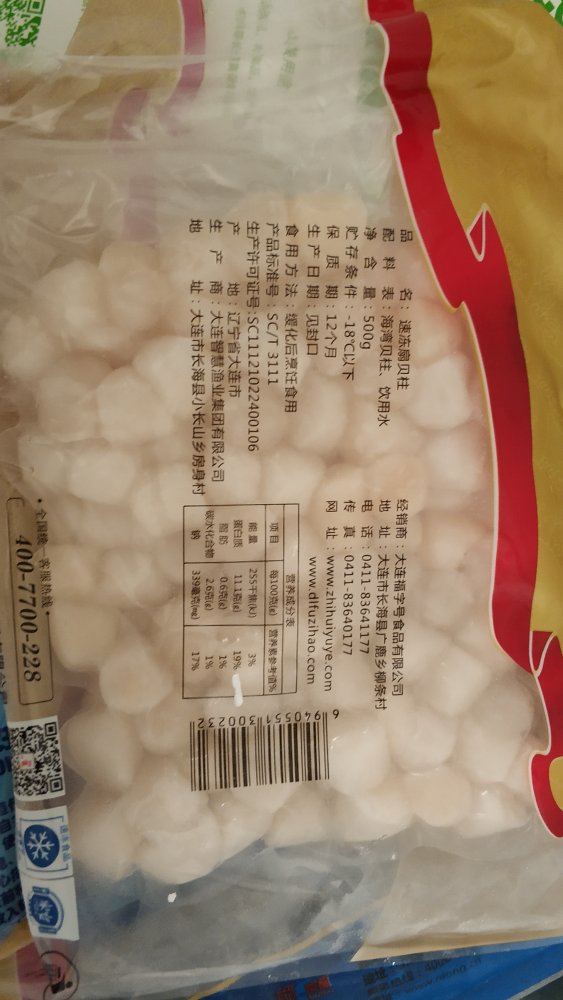 品名：速冻扇贝柱
配料表：海湾贝柱、饮用水
净含量：500g
贮存条件：-18℃以下
保质期：12个月
生产日期：见封口
食用方法：缓化后烹饪食用
产品标准号：SC/T 3111
生产许可证号：SC11121022400106
产地：辽宁省大连市
生产商：大连智慧渔业集团有限公司
地址：大连市长海县小长山乡房身村
经销商：大连福字号食品有限公司
地址：大连市长海县广鹿乡柳条村
电话：0411-83641177
传真：0411-83640177
网址：www.zhihuiyuye.com
www.dlfuzihao.com
营养成分表
项目 每100克(g) 营养素参考值%
能量 255千焦(kJ) 3%
蛋白质 11.1克(g) 19%
脂肪 0.6克(g) 1%
碳水化合物 2.6克(g) 1%
钠 339毫克(mg) 17%
6 940551 300232
·全国统一客服热线·
400-7700-228
速冻食品